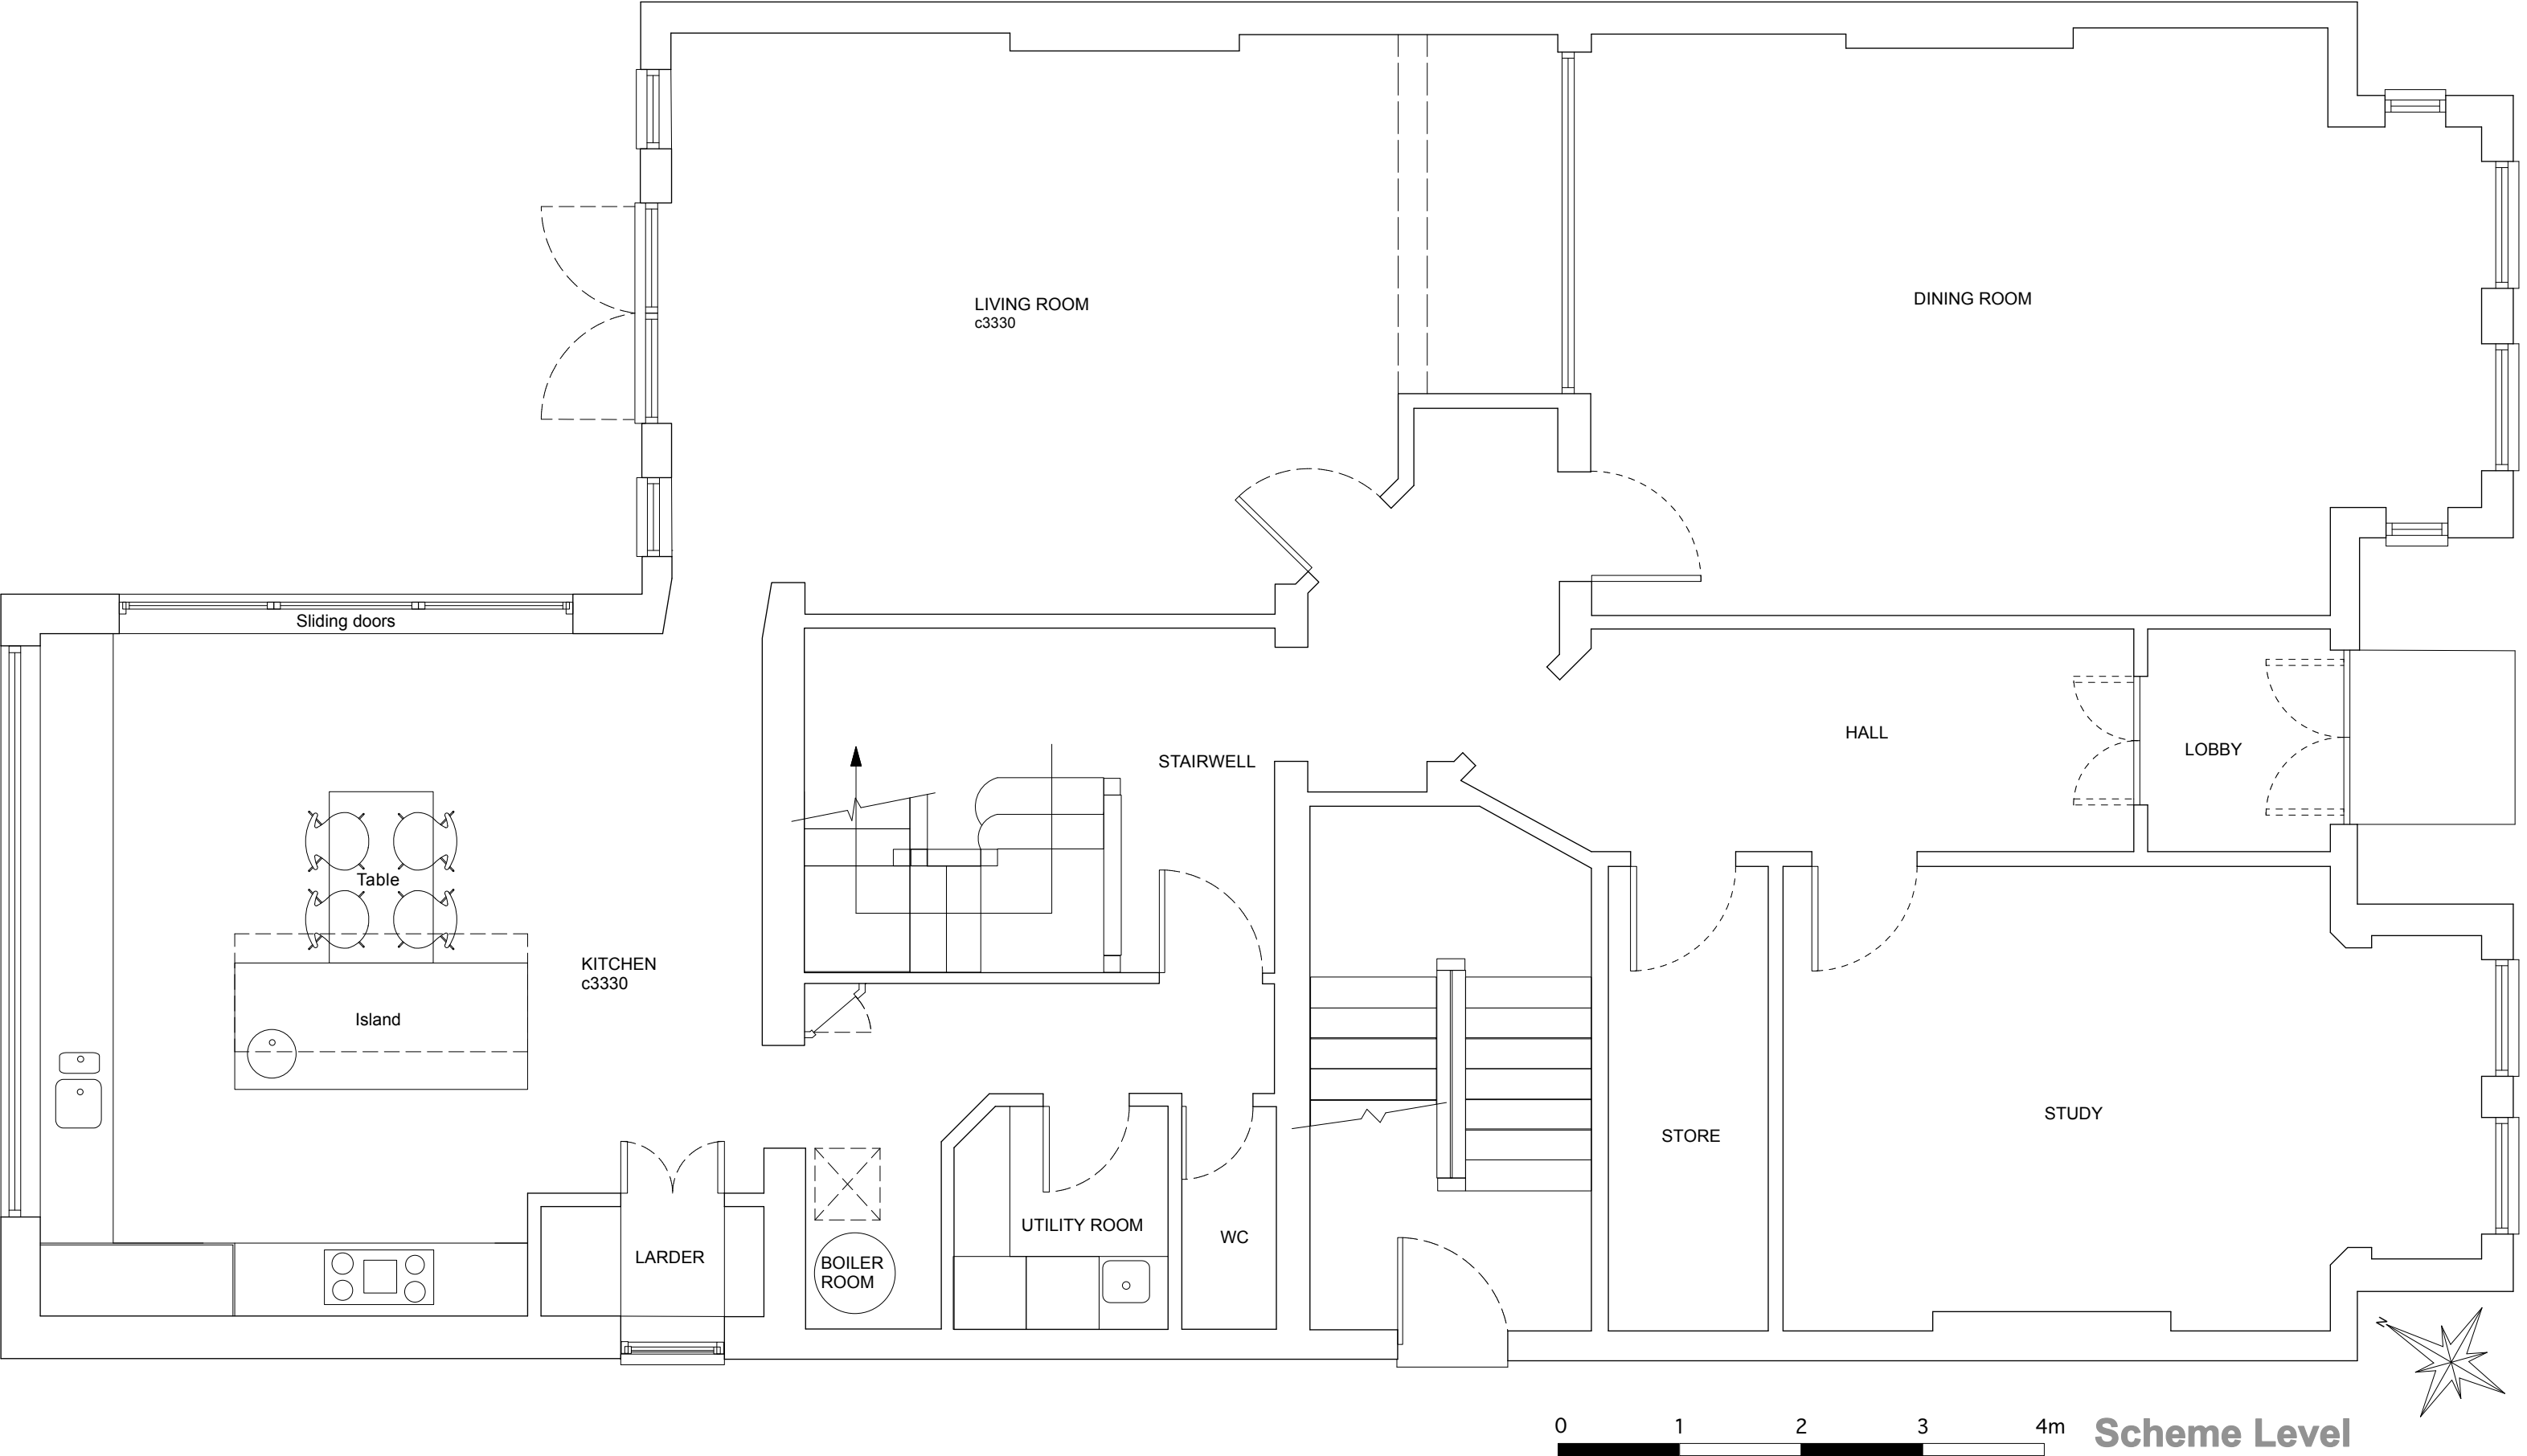 LIVING ROOM
c3330
DINING ROOM
Sliding doors
HALL
LOBBY
STAIRWELL
Table
KITCHEN
c3330
Island
STUDY
STORE
UTILITY ROOM
WC
LARDER
BOILER
ROOM
N
0 1 2 3 4m
Scheme Level